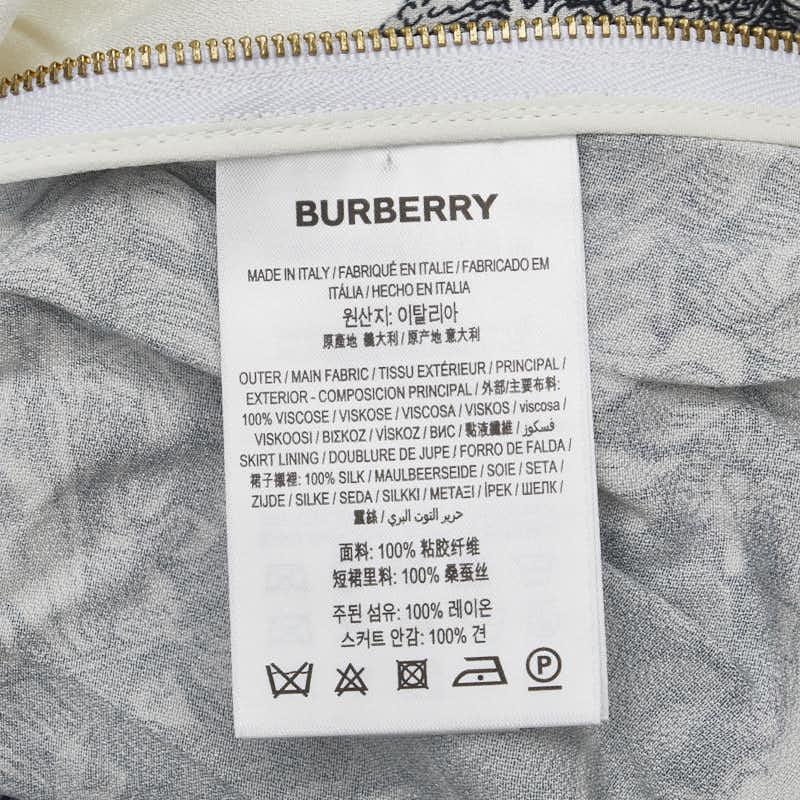 BURBERRY
MADE IN ITALY / FABRIQUÉ EN ITALIE / FABRICADO EM
ITÁLIA / HECHO EN ITALIA
원산지: 이탈리아
原產地 義大利 / 原产地 意大利
OUTER / MAIN FABRIC / TISSU EXTÉRIEUR / PRINCIPAL /
EXTERIOR - COMPOSICION PRINCIPAL / 外部/主要布料:
100% VISCOSE / VISKOSE / VISCOSA / VISKOS / viscosa /
VISKOOSI / ΒΙΣΚΟΖ / VİSKOZ / ВИС / 黏液纖維 / فسكوز /
SKIRT LINING / DOUBLURE DE JUPE / FORRO DE FALDA /
裙子襯裡: 100% SILK / MAULBEERSEIDE / SOIE / SETA /
ZIJDE / SILKE / SEDA / SILKKI / ΜΕΤΑΞΙ / İPEK / ШЕЛК /
蠶絲 / حرير التوت البري /
面料: 100% 粘胶纤维
短裙里料: 100% 桑蚕丝
주된 섬유: 100% 레이온
스커트 안감: 100% 견
P